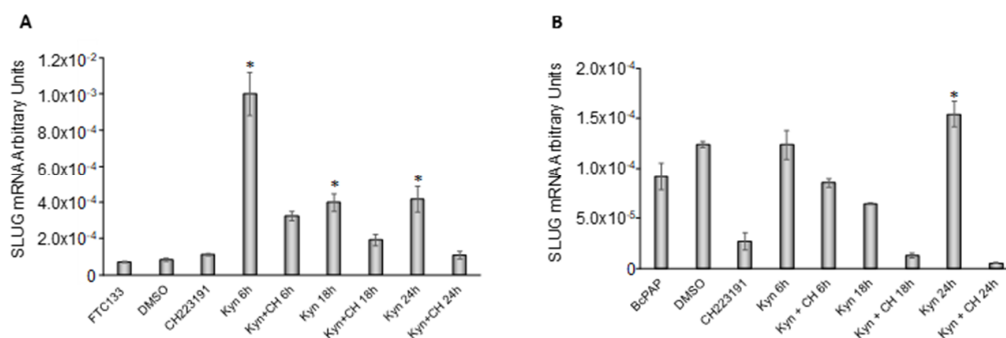 A
SLUG mRNA Arbitrary Units
1.2x10-2
1.0x10-3
8.0x10-4
6.0x10-4
4.0x10-4
2.0x10-4
0
*
*
*
FTC133
DMSO
CH223191
Kyn 6h
Kyn+CH 6h
Kyn 18h
Kyn+CH 18h
Kyn 24h
Kyn+CH 24h
B
SLUG mRNA Arbitrary Units
2.0x10-4
1.5x10-4
1.0x10-4
5.0x10-5
0
*
BcPAP
DMSO
CH223191
Kyn 6h
Kyn + CH 6h
Kyn 18h
Kyn + CH 18h
Kyn 24h
Kyn + CH 24h